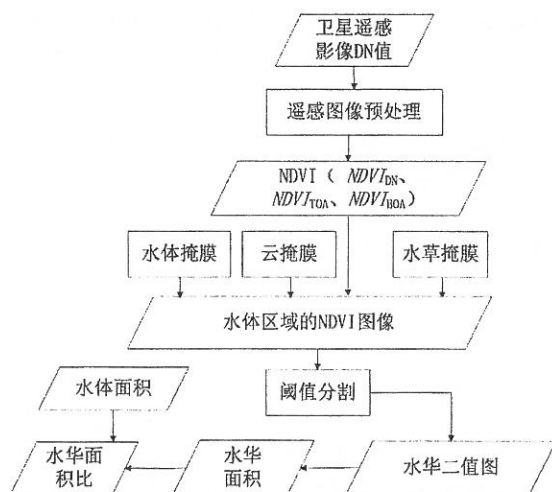 卫星遥感
影像DN值
遥感图像预处理
NDVI（ NDVI_DN、
NDVI_TOA、NDVI_BOA）
水体掩膜
云掩膜
水草掩膜
水体区域的NDVI图像
水体面积
阈值分割
水华面
积比
水华
面积
水华二值图